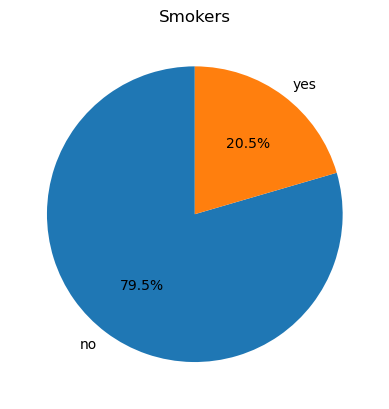 Smokers
yes
20.5%
79.5%
no